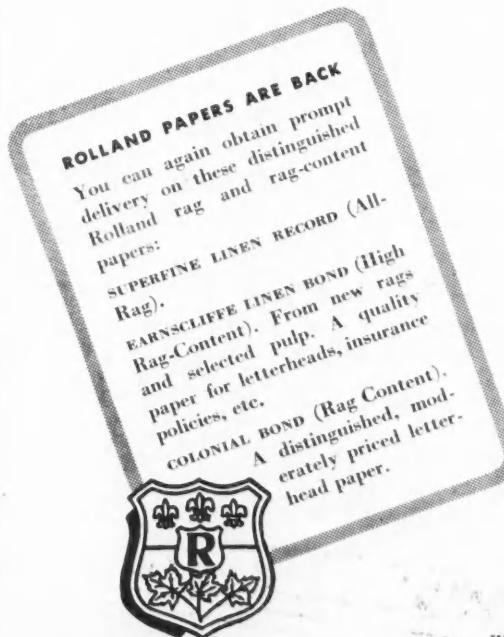 ROLLAND PAPERS ARE BACK
You can again obtain prompt
delivery on these distinguished
Rolland rag and rag-content
papers:
SUPERFINE LINEN RECORD (All-
Rag).
EARNSCLIFFE LINEN BOND (High
Rag-Content). From new rags
and selected pulp. A quality
paper for letterheads, insurance
policies, etc.
COLONIAL BOND (Rag Content).
A distinguished, mod-
erately priced letter-
head paper.
R